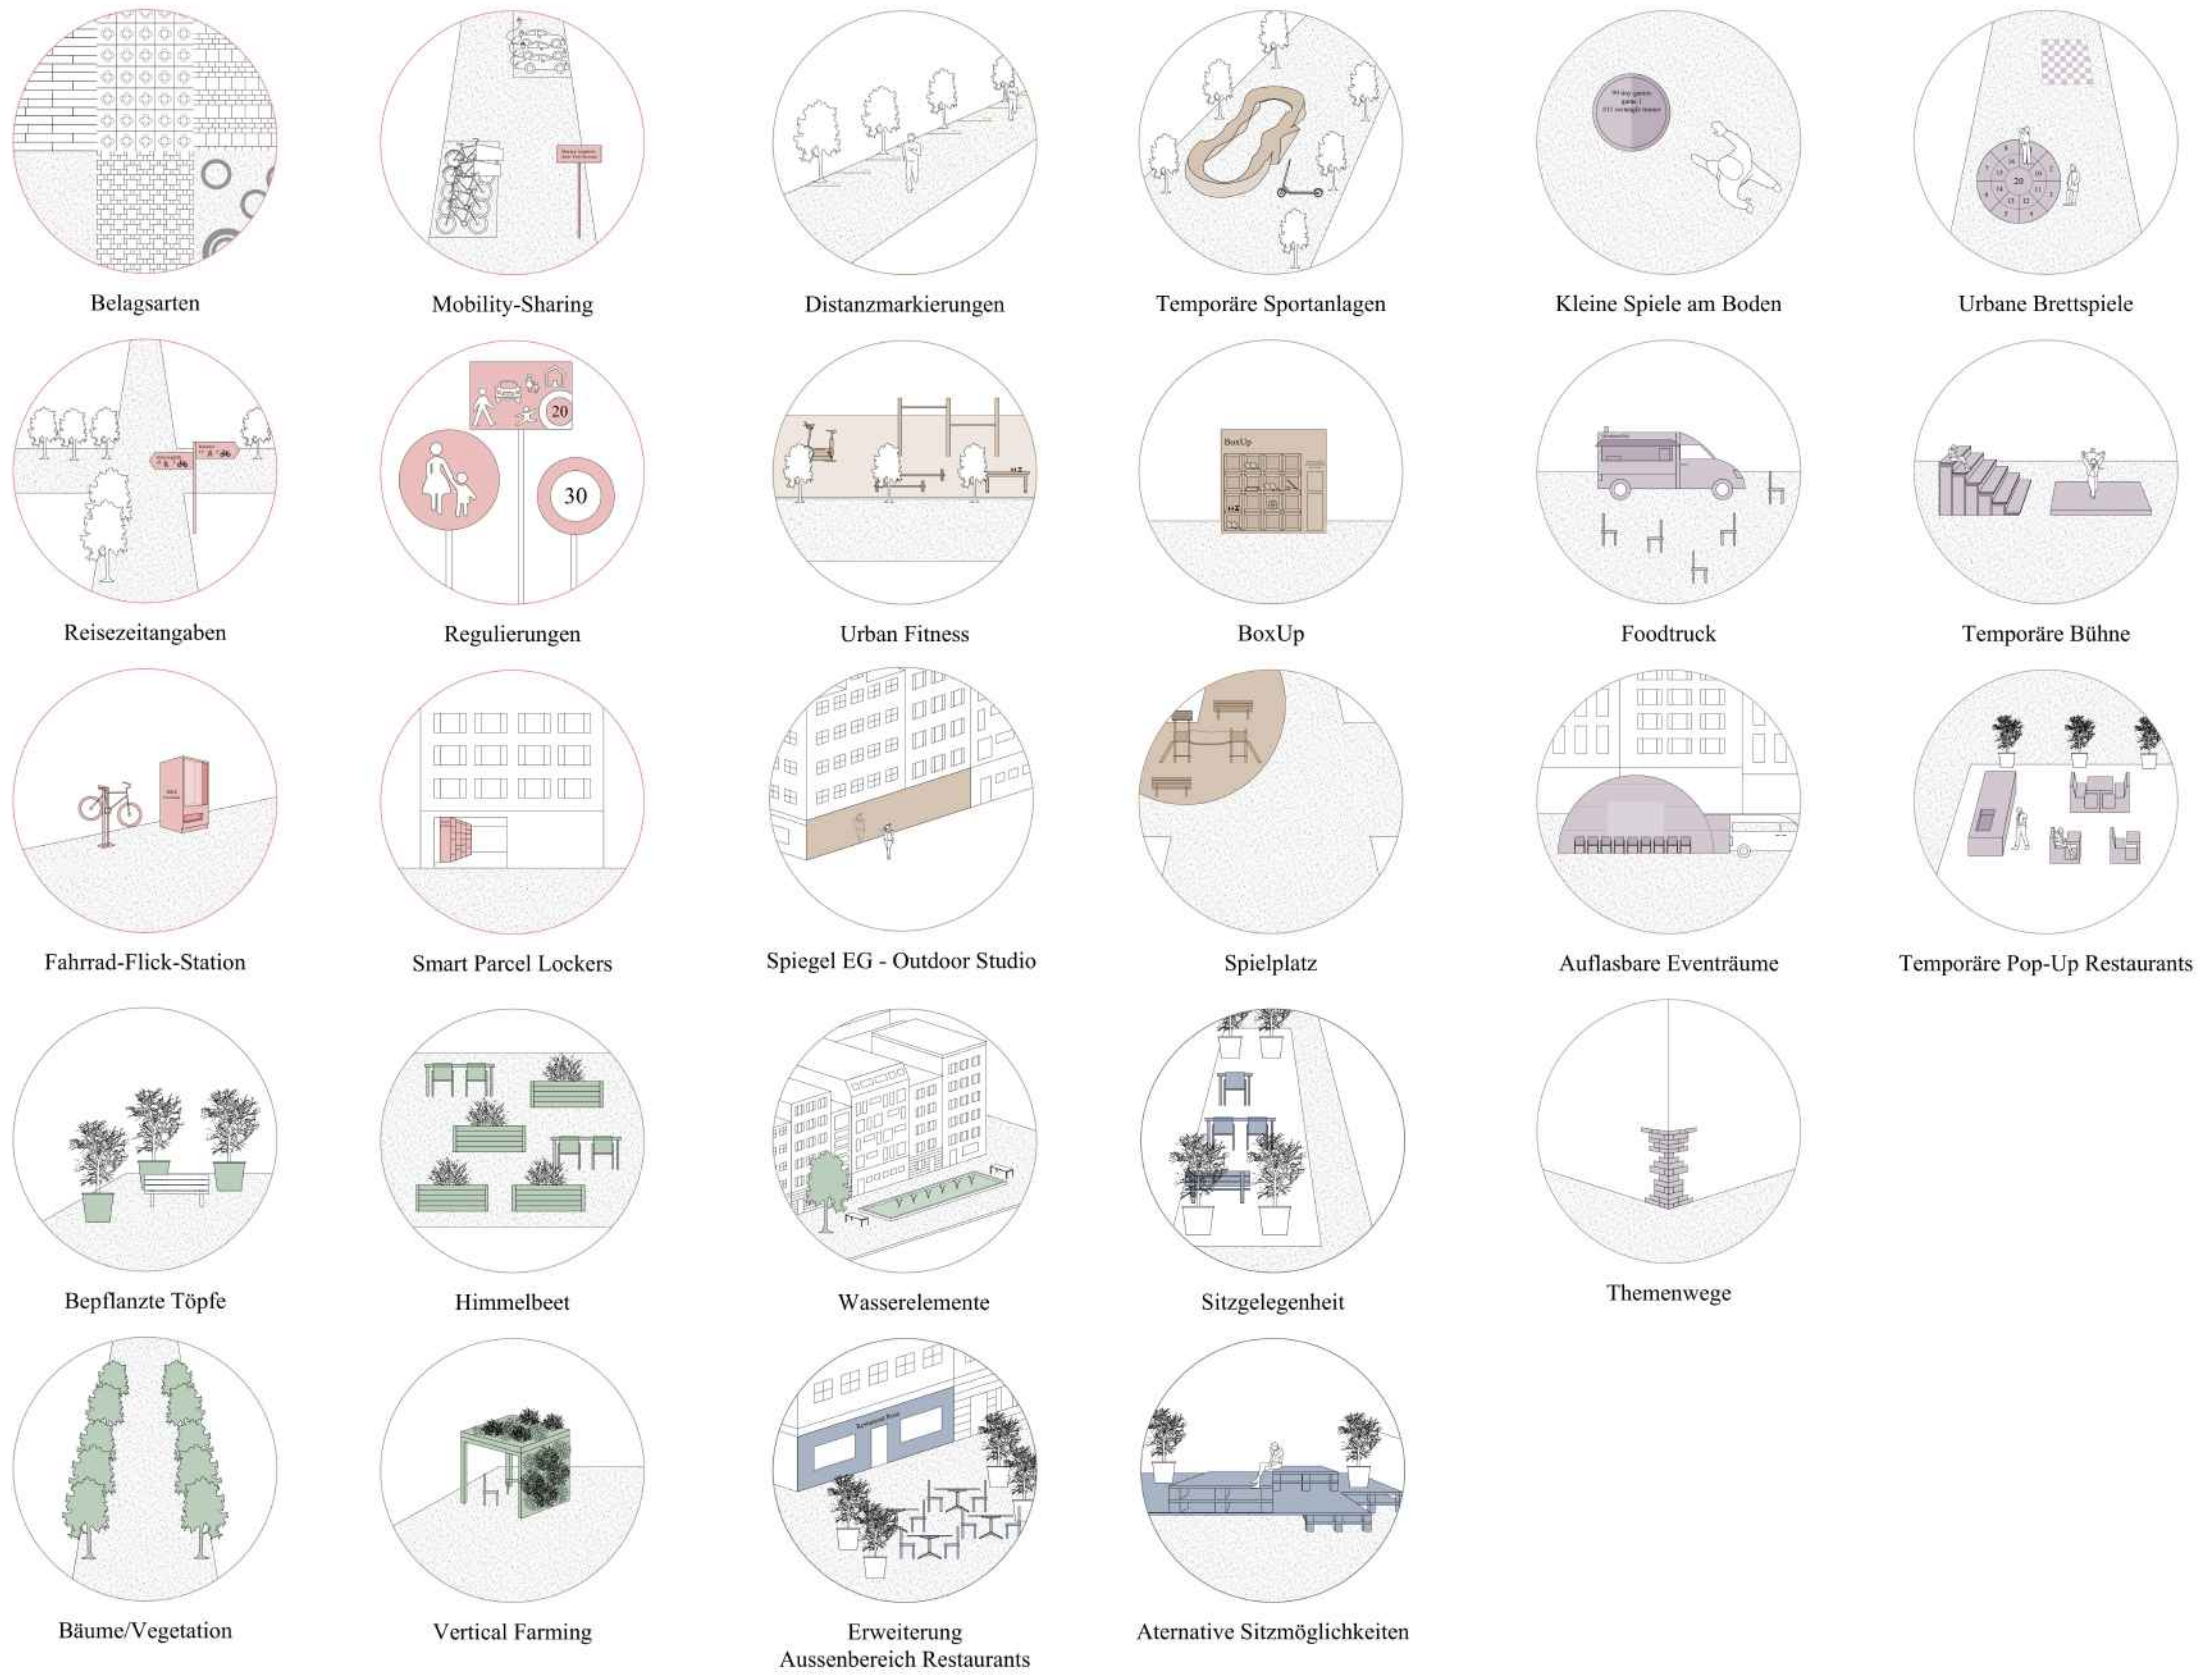 Belagsarten
Mobility-Sharing
Distanzmarkierungen
Temporäre Sportanlagen
Kleine Spiele am Boden
Urbane Brettspiele
20
30
BoxUp
20
Reisezeitangaben
Regulierungen
Urban Fitness
BoxUp
Foodtruck
Temporäre Bühne
Fahrrad-Flick-Station
Smart Parcel Lockers
Spiegel EG - Outdoor Studio
Spielplatz
Auflasbare Eventräume
Temporäre Pop-Up Restaurants
Bepflanzte Töpfe
Himmelbeet
Wasserelemente
Sitzgelegenheit
Themenwege
Bäume/Vegetation
Vertical Farming
Erweiterung
Aussenbereich Restaurants
Aternative Sitzmöglichkeiten